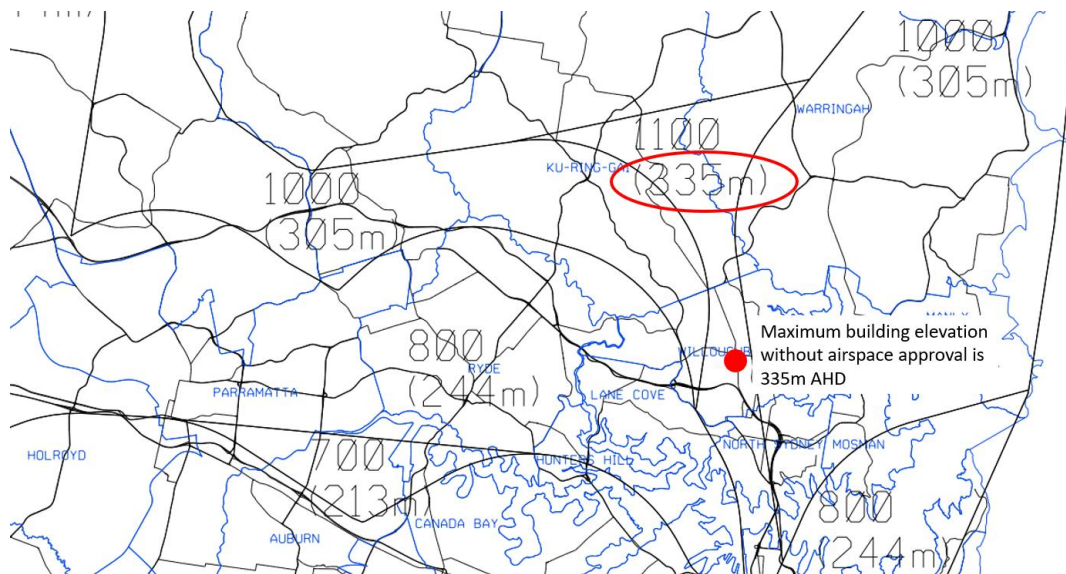 1000
(305m)
WARRINGAH
1100
KU-RING-GAI
(335m)
1000
(305m)
MANLY
Maximum building elevation
without airspace approval is
335m AHD
800
RYDE
(244m)
PARRAMATTA
LANE COVE
HOLROYD
700
(213m)
HUNTERS HILL
NORTH SYDNEY
MOSMAN
CANADA BAY
AUBURN
800
(244m)